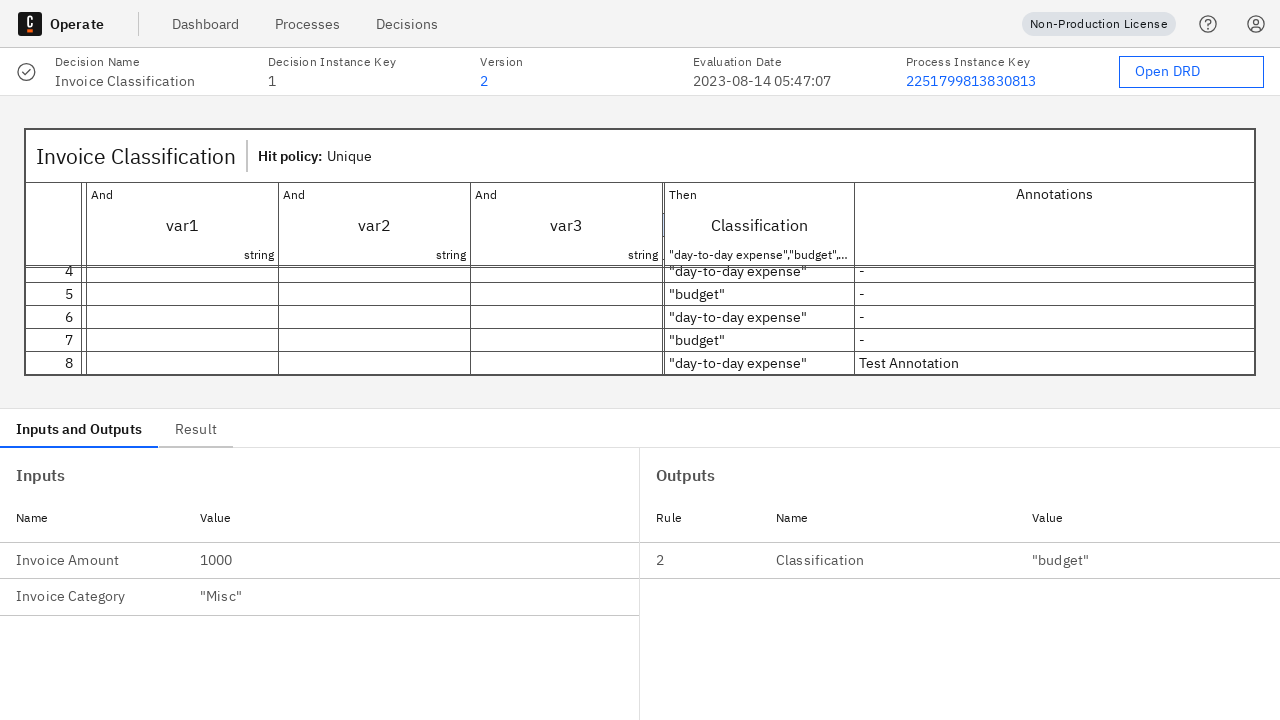 Operate Dashboard Processes Decisions Non-Production License
Decision Name Decision Instance Key Version Evaluation Date Process Instance Key
Invoice Classification 1 2 2023-08-14 05:47:07 2251799813830813 Open DRD
Invoice Classification Hit policy: Unique
And And And Then Annotations
var1 var2 var3 Classification
string string string "day-to-day expense","budget",...
4 "day-to-day expense" -
5 "budget" -
6 "day-to-day expense" -
7 "budget" -
8 "day-to-day expense" Test Annotation
Inputs and Outputs Result
Inputs Outputs
Name Value Rule Name Value
Invoice Amount 1000 2 Classification "budget"
Invoice Category "Misc"